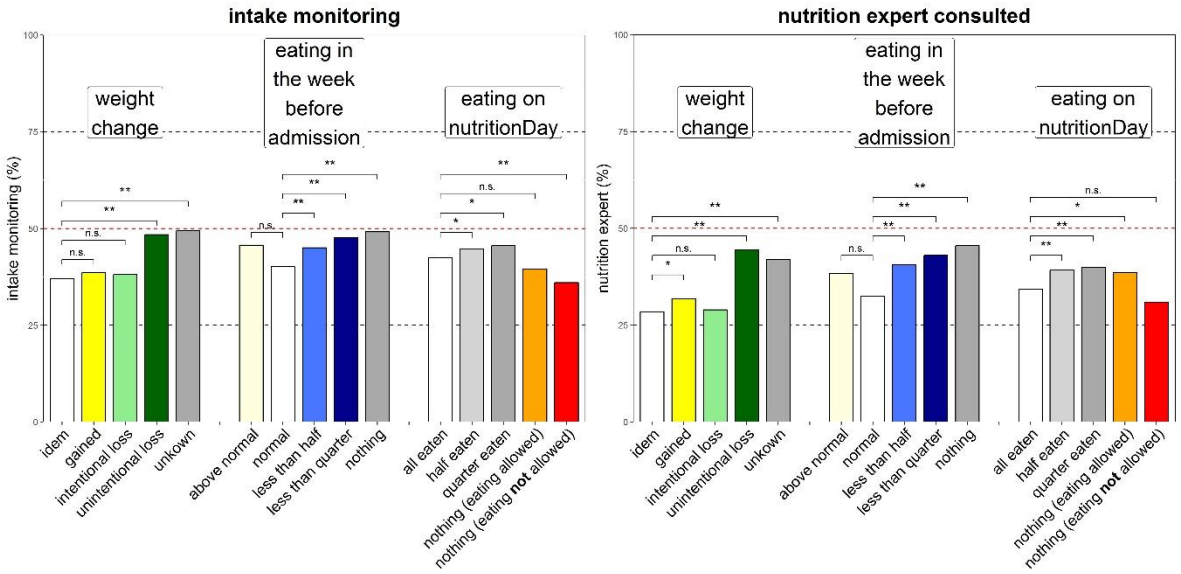 intake monitoring
intake monitoring (%)
100
75
50
25
0
weight
change
eating in
the week
before
admission
eating on
nutritionDay
n.s.
n.s.
**
**
n.s.
**
**
**
*
*
n.s.
**
idem
gained
intentional loss
unintentional loss
unkown
above normal
normal
less than half
less than quarter
nothing
all eaten
half eaten
quarter eaten
nothing (eating allowed)
nothing (eating not allowed)
nutrition expert consulted
nutrition expert (%)
100
75
50
25
0
weight
change
eating in
the week
before
admission
eating on
nutritionDay
*
n.s.
**
**
n.s.
**
**
**
**
**
*
n.s.
idem
gained
intentional loss
unintentional loss
unkown
above normal
normal
less than half
less than quarter
nothing
all eaten
half eaten
quarter eaten
nothing (eating allowed)
nothing (eating not allowed)